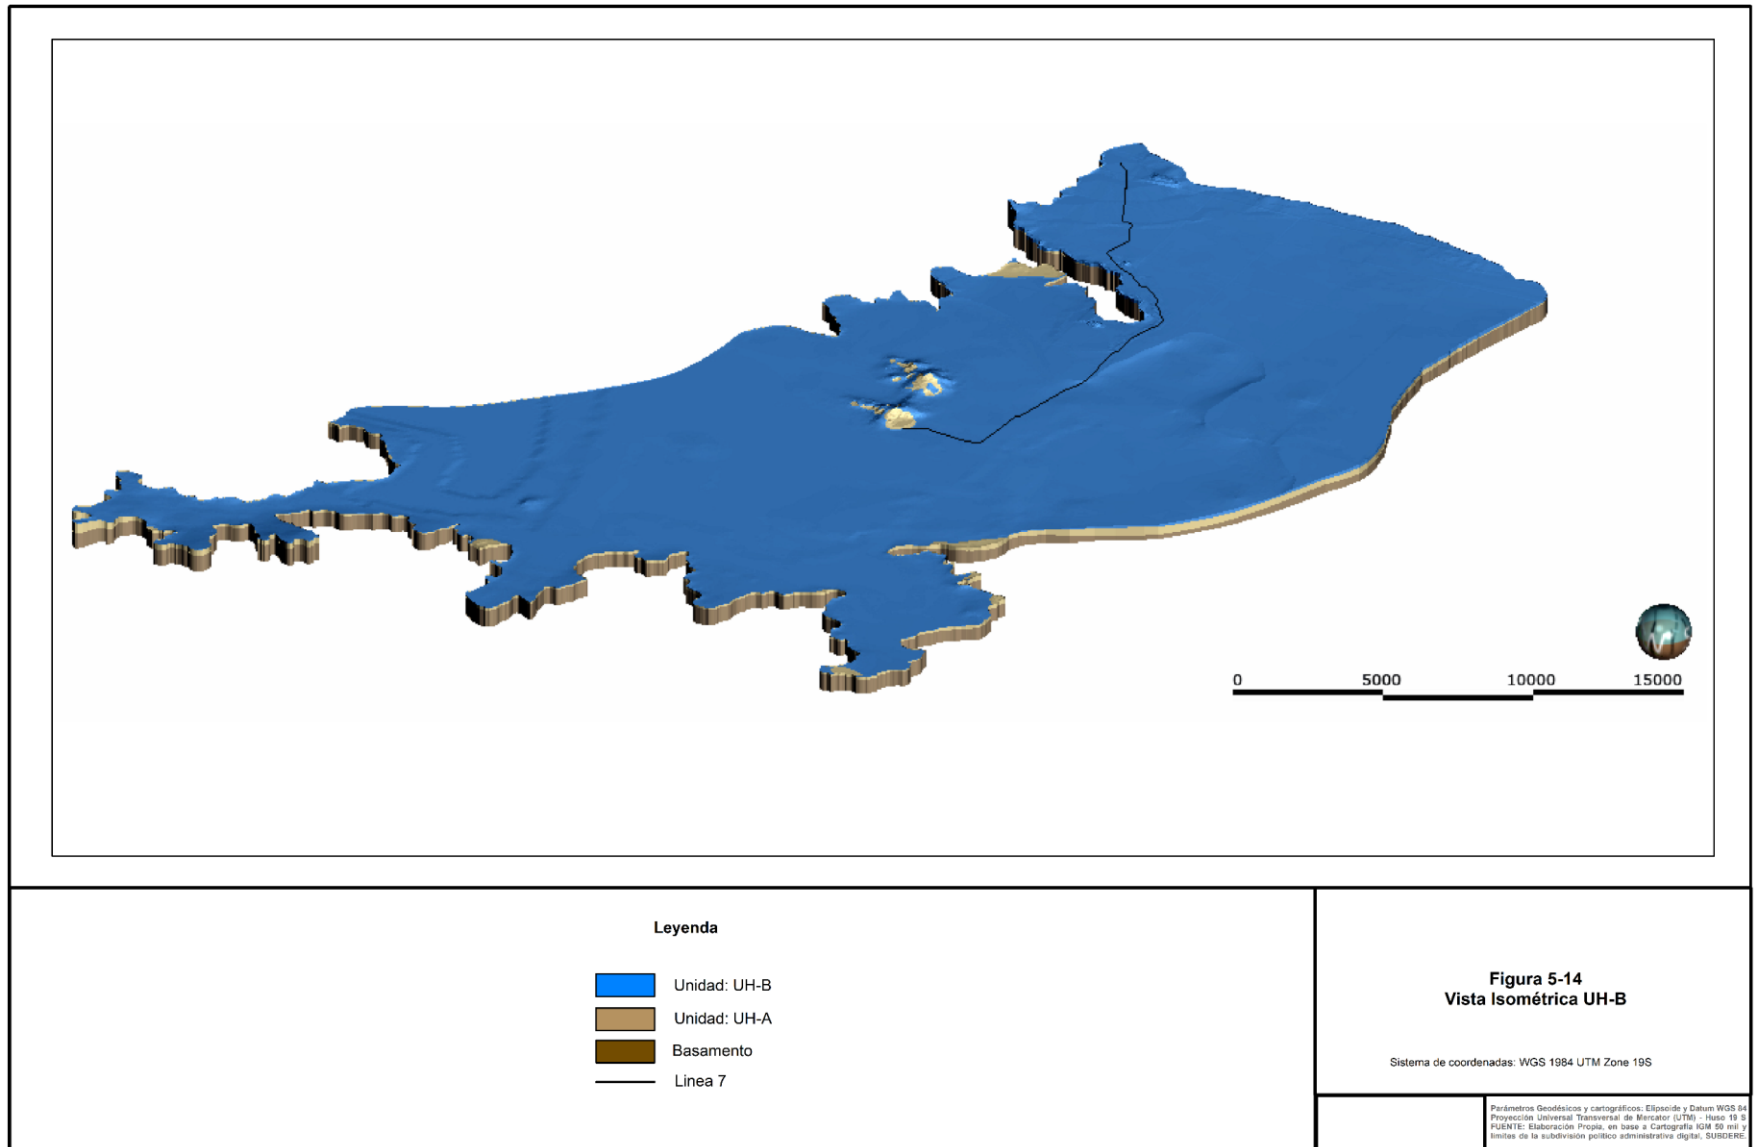 0 5000 10000 15000
Leyenda
Unidad: UH-B
Unidad: UH-A
Basamento
Linea 7
Figura 5-14
Vista Isométrica UH-B
Sistema de coordenadas: WGS 1984 UTM Zone 19S
Parámetros Geodésicos y cartográficos: Elipsoide y Datum WGS 84
Proyección Universal Transversal de Mercator (UTM) - Huso 19 S
FUENTE: Elaboración Propia, en base a Cartografía IGM 50 mil y
límites de la subdivisión político administrativa digital, SUBDERE.